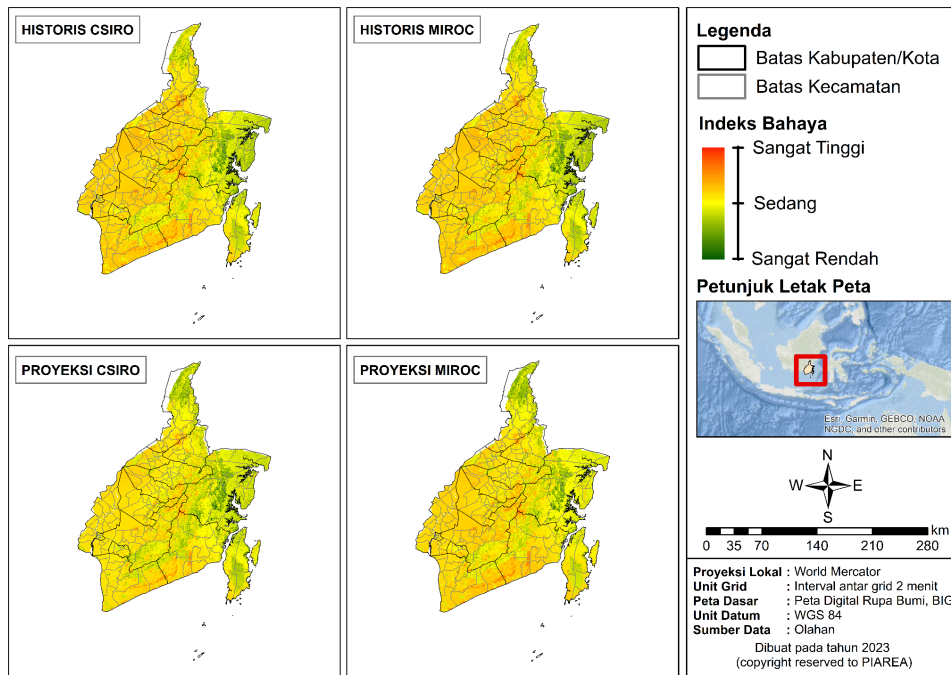 HISTORIS CSIRO
HISTORIS MIROC
PROYEKSI CSIRO
PROYEKSI MIROC
Legenda
Batas Kabupaten/Kota
Batas Kecamatan
Indeks Bahaya
Sangat Tinggi
Sedang
Sangat Rendah
Petunjuk Letak Peta
Esri, Garmin, GEBCO, NOAA
NGDC, and other contributors
N
W E
S
km
0 35 70 140 210 280
Proyeksi Lokal : World Mercator
Unit Grid : Interval antar grid 2 menit
Peta Dasar : Peta Digital Rupa Bumi, BIG
Unit Datum : WGS 84
Sumber Data : Olahan
Dibuat pada tahun 2023
(copyright reserved to PIAREA)